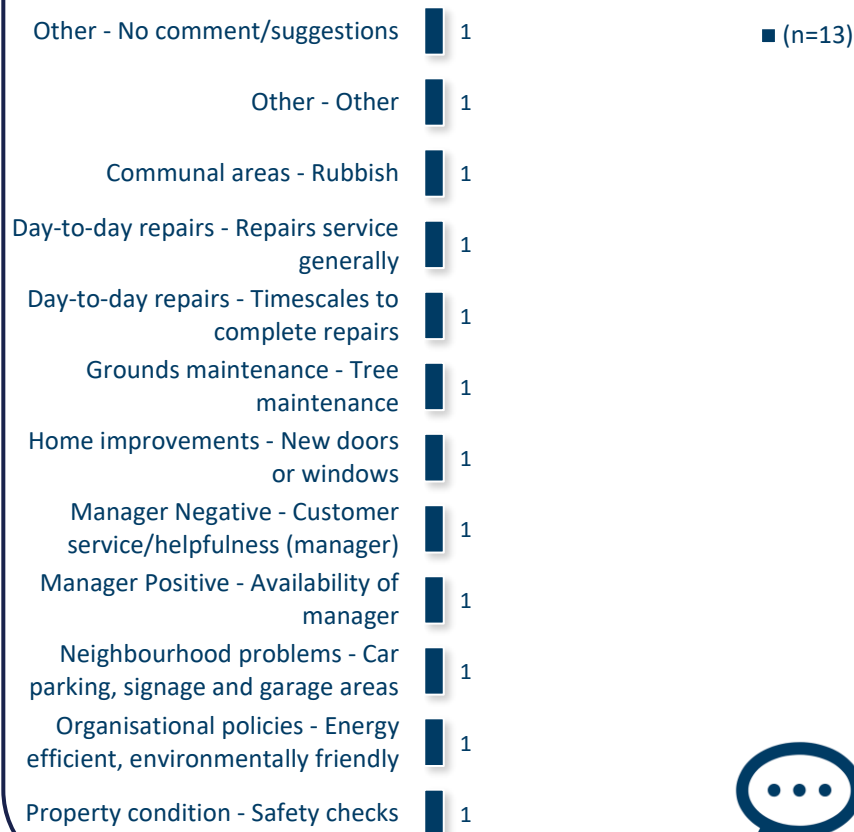 Other - No comment/suggestions 1
(n=13)
Other - Other 1
Communal areas - Rubbish 1
Day-to-day repairs - Repairs service
generally 1
Day-to-day repairs - Timescales to
complete repairs 1
Grounds maintenance - Tree
maintenance 1
Home improvements - New doors
or windows 1
Manager Negative - Customer
service/helpfulness (manager) 1
Manager Positive - Availability of
manager 1
Neighbourhood problems - Car
parking, signage and garage areas 1
Organisational policies - Energy
efficient, environmentally friendly 1
Property condition - Safety checks 1